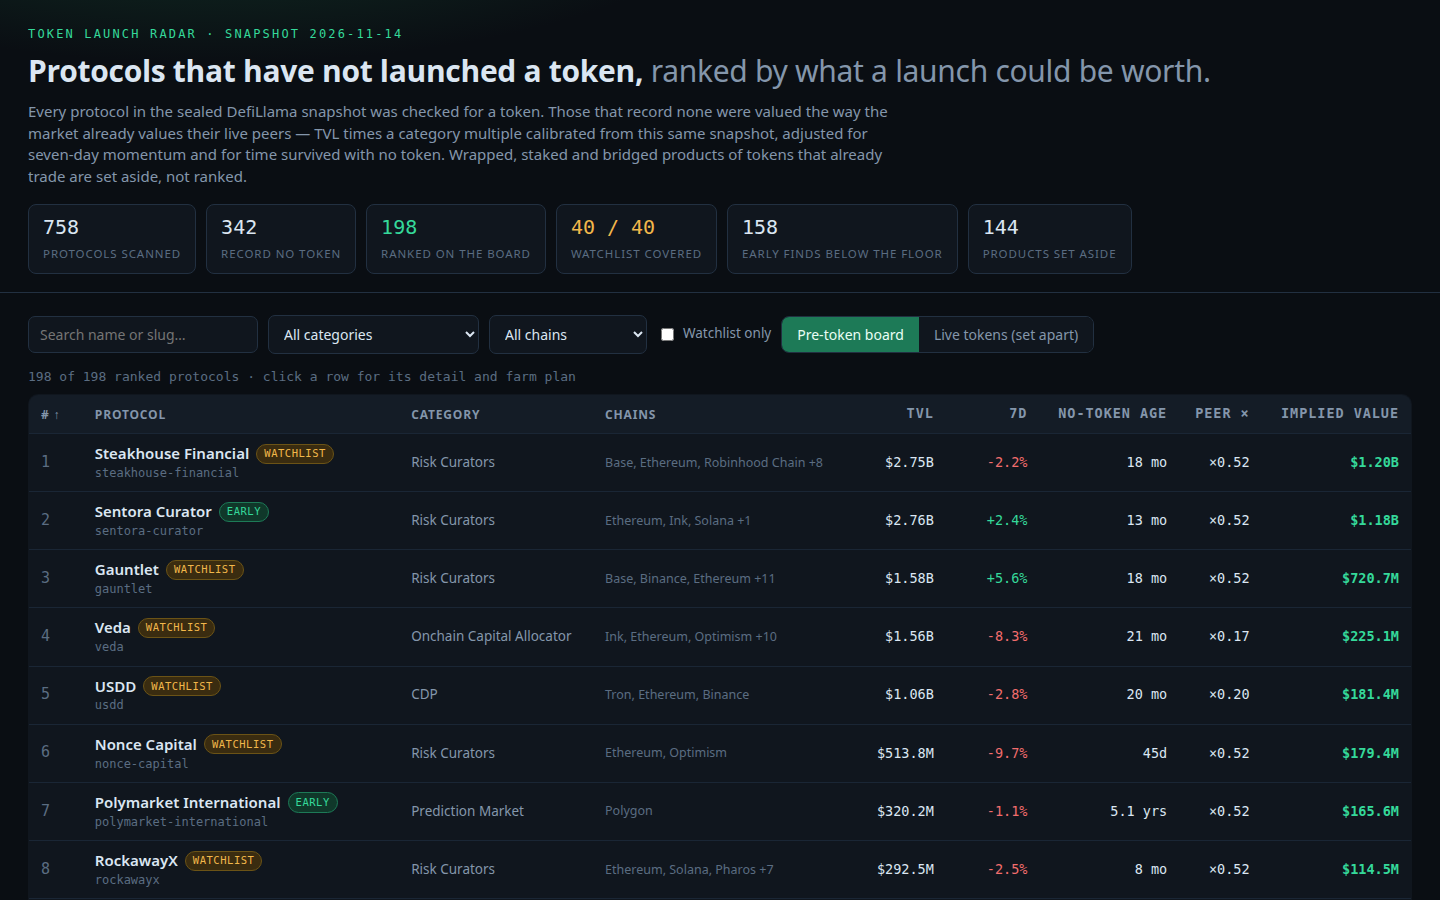 TOKEN LAUNCH RADAR · SNAPSHOT 2026-11-14
Protocols that have not launched a token, ranked by what a launch could be worth.
Every protocol in the sealed DefiLlama snapshot was checked for a token. Those that record none were valued the way the
market already values their live peers — TVL times a category multiple calibrated from this same snapshot, adjusted for
seven-day momentum and for time survived with no token. Wrapped, staked and bridged products of tokens that already
trade are set aside, not ranked.
758 342 198 40 / 40 158 144
PROTOCOLS SCANNED RECORD NO TOKEN RANKED ON THE BOARD WATCHLIST COVERED EARLY FINDS BELOW THE FLOOR PRODUCTS SET ASIDE
Search name or slug... All categories All chains Watchlist only Pre-token board Live tokens (set apart)
198 of 198 ranked protocols · click a row for its detail and farm plan
# ↑ PROTOCOL CATEGORY CHAINS TVL 7D NO-TOKEN AGE PEER × IMPLIED VALUE
1 Steakhouse Financial WATCHLIST Risk Curators Base, Ethereum, Robinhood Chain +8 $2.75B -2.2% 18 mo ×0.52 $1.20B
steakhouse-financial
2 Sentora Curator EARLY Risk Curators Ethereum, Ink, Solana +1 $2.76B +2.4% 13 mo ×0.52 $1.18B
sentora-curator
3 Gauntlet WATCHLIST Risk Curators Base, Binance, Ethereum +11 $1.58B +5.6% 18 mo ×0.52 $720.7M
gauntlet
4 Veda WATCHLIST Onchain Capital Allocator Ink, Ethereum, Optimism +10 $1.56B -8.3% 21 mo ×0.17 $225.1M
veda
5 USDD WATCHLIST CDP Tron, Ethereum, Binance $1.06B -2.8% 20 mo ×0.20 $181.4M
usdd
6 Nonce Capital WATCHLIST Risk Curators Ethereum, Optimism $513.8M -9.7% 45d ×0.52 $179.4M
nonce-capital
7 Polymarket International EARLY Prediction Market Polygon $320.2M -1.1% 5.1 yrs ×0.52 $165.6M
polymarket-international
8 RockawayX WATCHLIST Risk Curators Ethereum, Solana, Pharos +7 $292.5M -2.5% 8 mo ×0.52 $114.5M
rockawayx